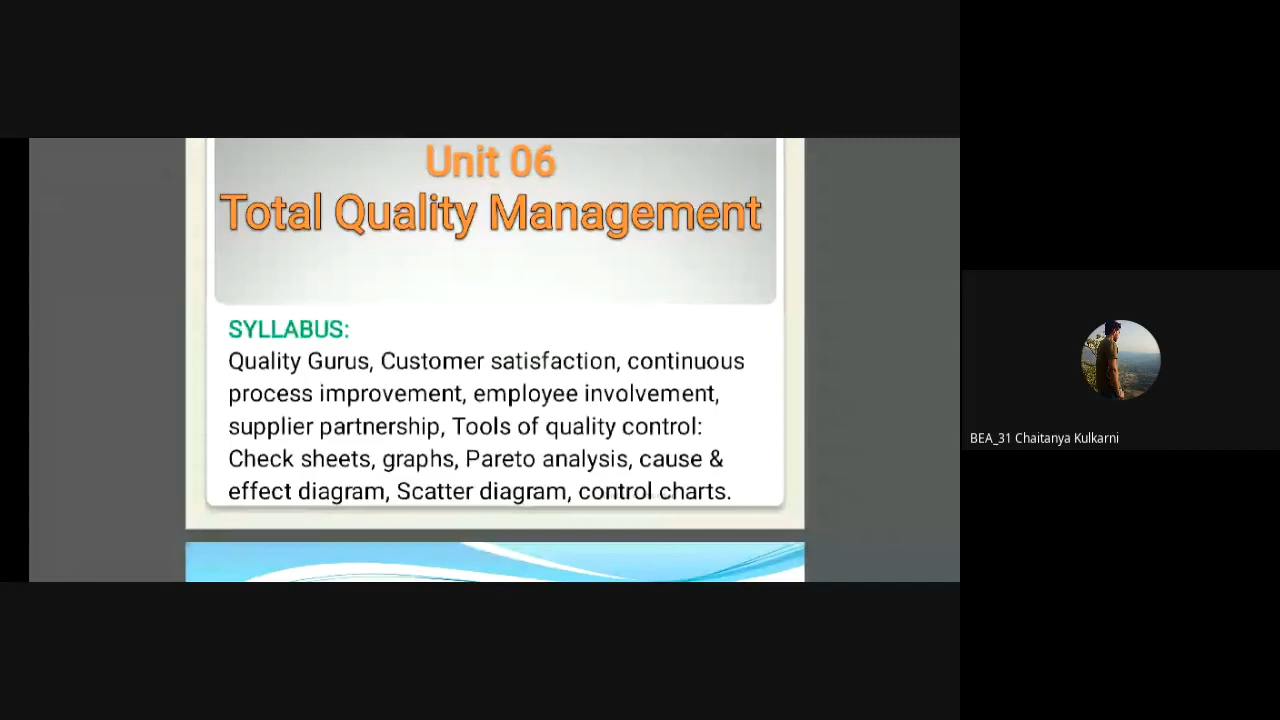 Unit 06
Total Quality Management
SYLLABUS:
Quality Gurus, Customer satisfaction, continuous
process improvement, employee involvement,
supplier partnership, Tools of quality control:
Check sheets, graphs, Pareto analysis, cause &
effect diagram, Scatter diagram, control charts.
BEA_31 Chaitanya Kulkarni